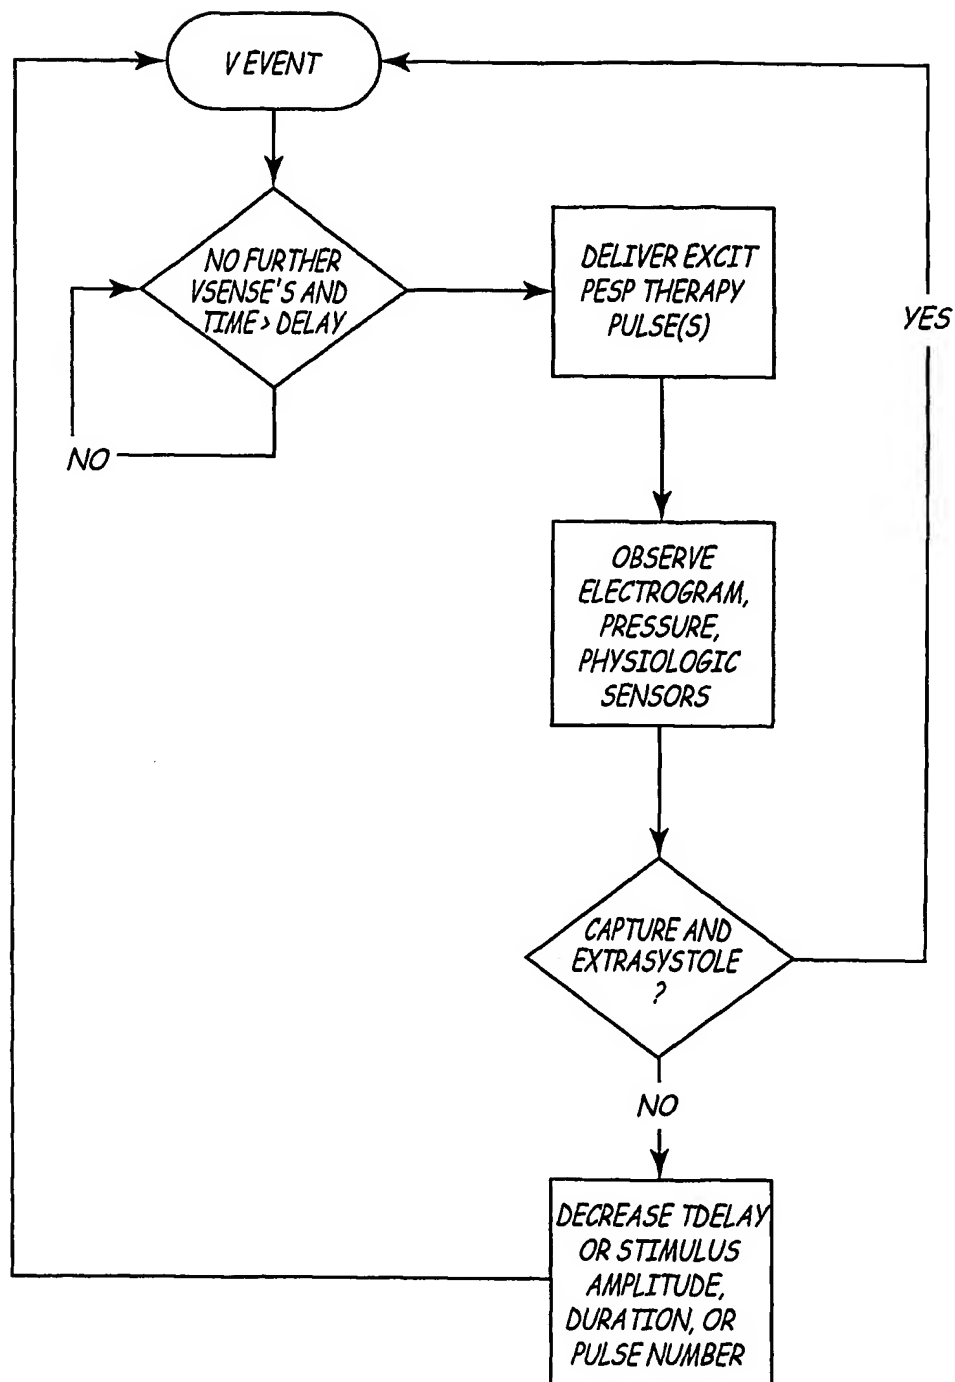 V EVENT
NO FURTHER
VSENSE'S AND
TIME > DELAY
NO
DELIVER EXCIT
PESP THERAPY
PULSE(S)
YES
OBSERVE
ELECTROGRAM,
PRESSURE,
PHYSIOLOGIC
SENSORS
CAPTURE AND
EXTRASYSTOLE
?
NO
DECREASE TDELAY
OR STIMULUS
AMPLITUDE,
DURATION, OR
PULSE NUMBER